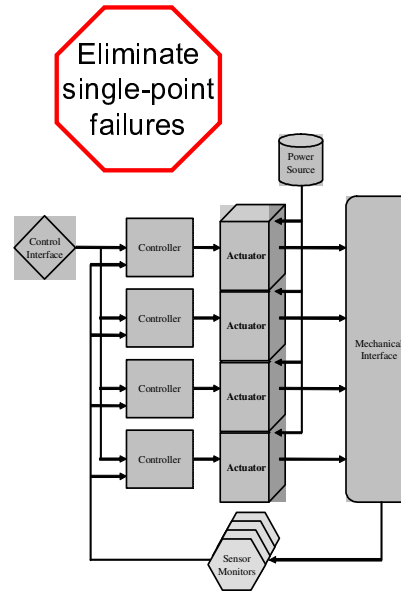 Eliminate
single-point
failures
Power
Source
Control
Interface
Controller
Actuator
Controller
Actuator
Mechanical
Interface
Controller
Actuator
Controller
Actuator
Sensor
Monitors